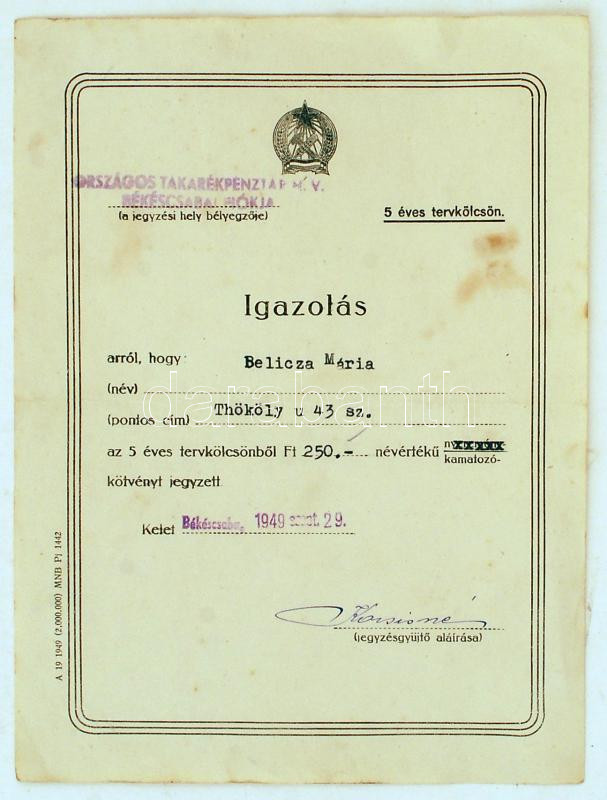 ORSZÁGOS TAKARÉKPÉNZTÁR N. V.
BÉKÉSCSABAI FIÓKJA
(a jegyzési hely bélyegzője)
5 éves tervkölcsön.
Igazolás
arról, hogy Belicza Mária
(név)
(pontos cím) Thököly u 43 sz.
az 5 éves tervkölcsönből Ft 250.- névértékű
kamatozó-
kötvényt jegyzett
Kelet Békéscsaba, 1949 szept. 29.
(jegyzésgyűjtő aláírása)
A 19 1949 (2,000.000) MNB Pj 1442
darabanth